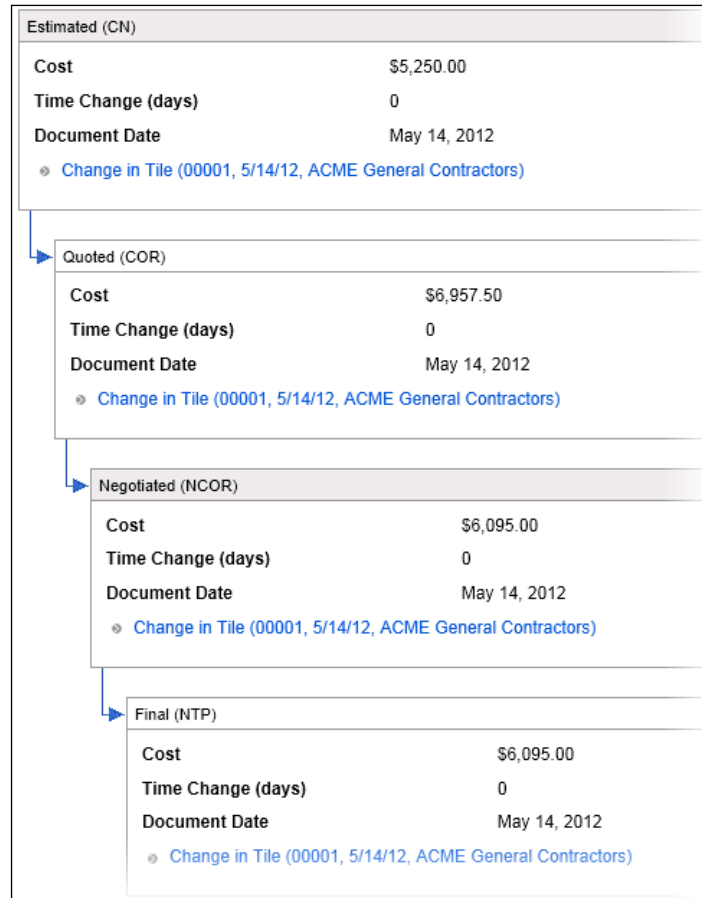 Estimated (CN)
Cost $5,250.00
Time Change (days) 0
Document Date May 14, 2012
Change in Tile (00001, 5/14/12, ACME General Contractors)
Quoted (COR)
Cost $6,957.50
Time Change (days) 0
Document Date May 14, 2012
Change in Tile (00001, 5/14/12, ACME General Contractors)
Negotiated (NCOR)
Cost $6,095.00
Time Change (days) 0
Document Date May 14, 2012
Change in Tile (00001, 5/14/12, ACME General Contractors)
Final (NTP)
Cost $6,095.00
Time Change (days) 0
Document Date May 14, 2012
Change in Tile (00001, 5/14/12, ACME General Contractors)